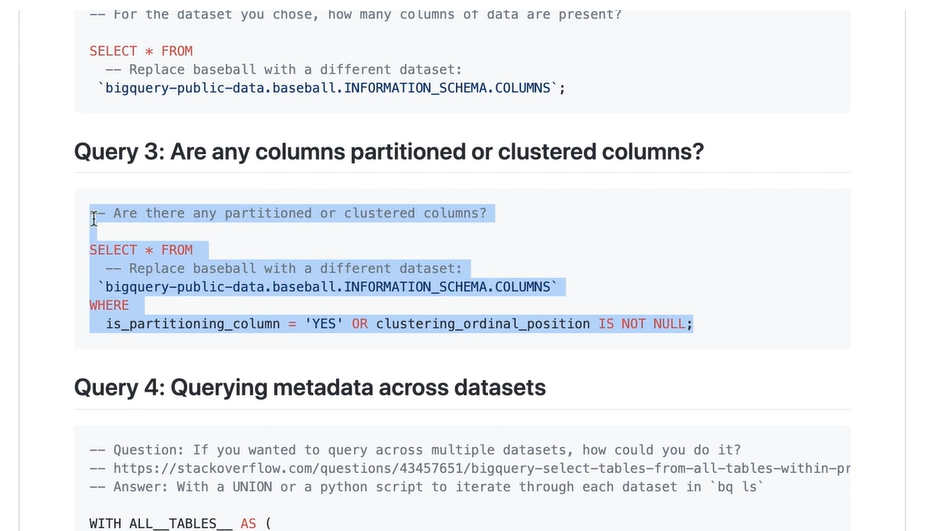 -- For the dataset you chose, how many columns of data are present?
SELECT * FROM
-- Replace baseball with a different dataset:
`bigquery-public-data.baseball.INFORMATION_SCHEMA.COLUMNS`;
Query 3: Are any columns partitioned or clustered columns?
-- Are there any partitioned or clustered columns?
SELECT * FROM
-- Replace baseball with a different dataset:
`bigquery-public-data.baseball.INFORMATION_SCHEMA.COLUMNS`
WHERE
is_partitioning_column = 'YES' OR clustering_ordinal_position IS NOT NULL;
Query 4: Querying metadata across datasets
-- Question: If you wanted to query across multiple datasets, how could you do it?
-- https://stackoverflow.com/questions/43457651/bigquery-select-tables-from-all-tables-within-pr
-- Answer: With a UNION or a python script to iterate through each dataset in `bq ls`
WITH ALL__TABLES__ AS (